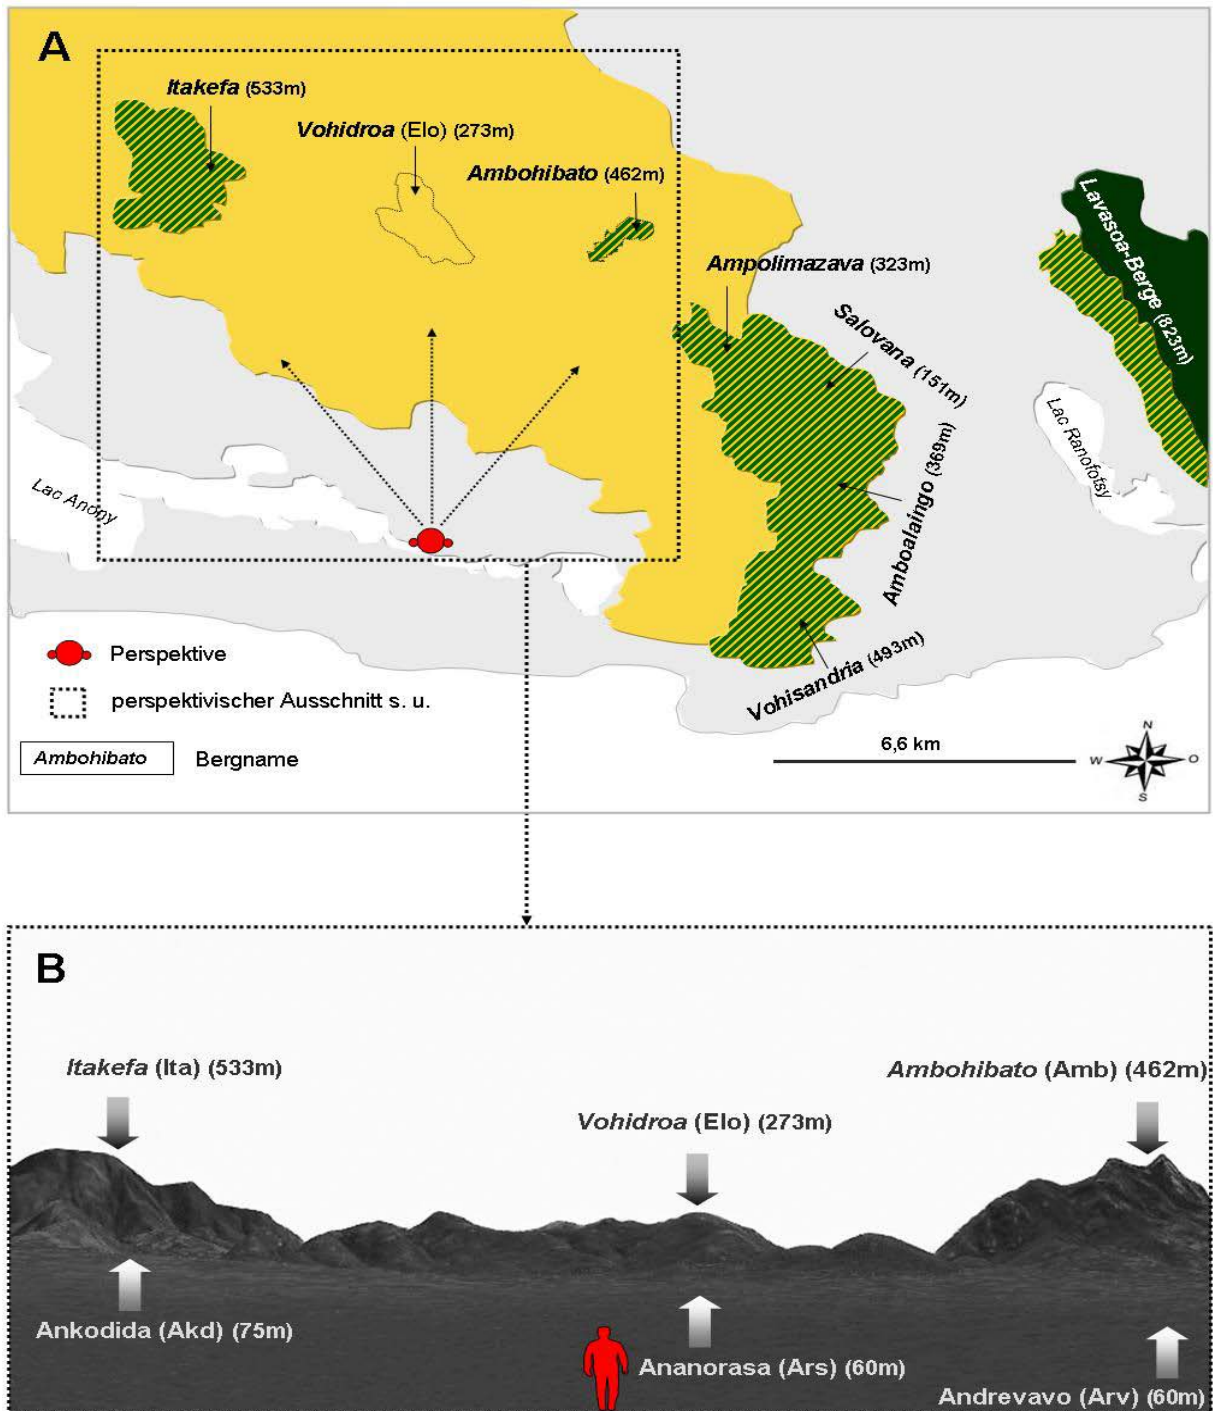 A
Itakefa (533m)
Vohidroa (Elo) (273m)
Ambohibato (462m)
Ampolimazava (323m)
Salovana (151m)
Lavasoa-Berge (823m)
Lac Ranofotsy
Amboalaingo (369m)
Lac Anony
Vohisandria (493m)
Perspektive
perspektivischer Ausschnitt s. u.
Ambohibato Bergname
6,6 km
N
W O
S
B
Itakefa (Ita) (533m)
Ambohibato (Amb) (462m)
Vohidroa (Elo) (273m)
Ankodida (Akd) (75m)
Ananorasa (Ars) (60m)
Andrevavo (Arv) (60m)